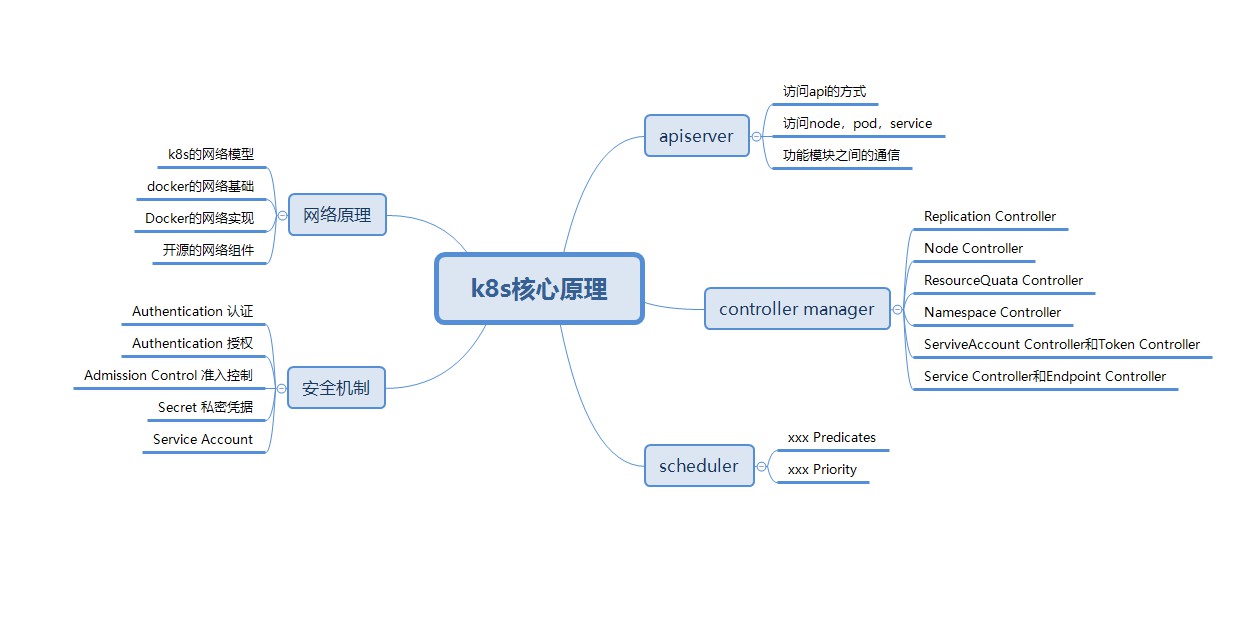 k8s核心原理
apiserver
访问api的方式
访问node，pod，service
功能模块之间的通信
controller manager
Replication Controller
Node Controller
ResourceQuata Controller
Namespace Controller
ServiveAccount Controller和Token Controller
Service Controller和Endpoint Controller
scheduler
xxx Predicates
xxx Priority
网络原理
k8s的网络模型
docker的网络基础
Docker的网络实现
开源的网络组件
安全机制
Authentication 认证
Authentication 授权
Admission Control 准入控制
Secret 私密凭据
Service Account